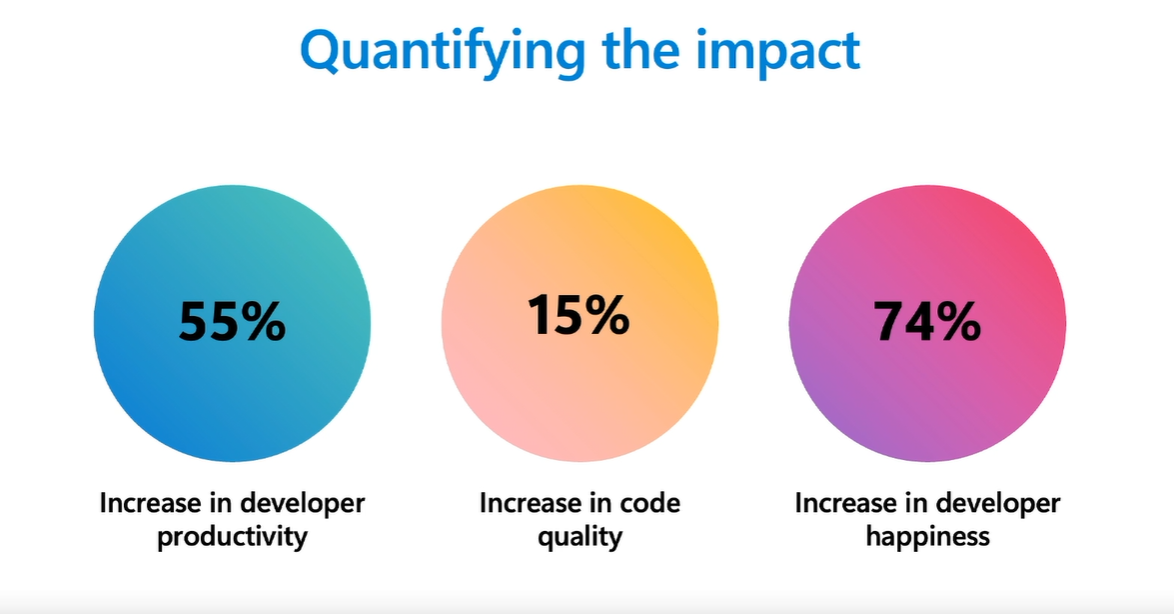 Quantifying the impact
55%
15%
74%
Increase in developer
productivity
Increase in code
quality
Increase in developer
happiness